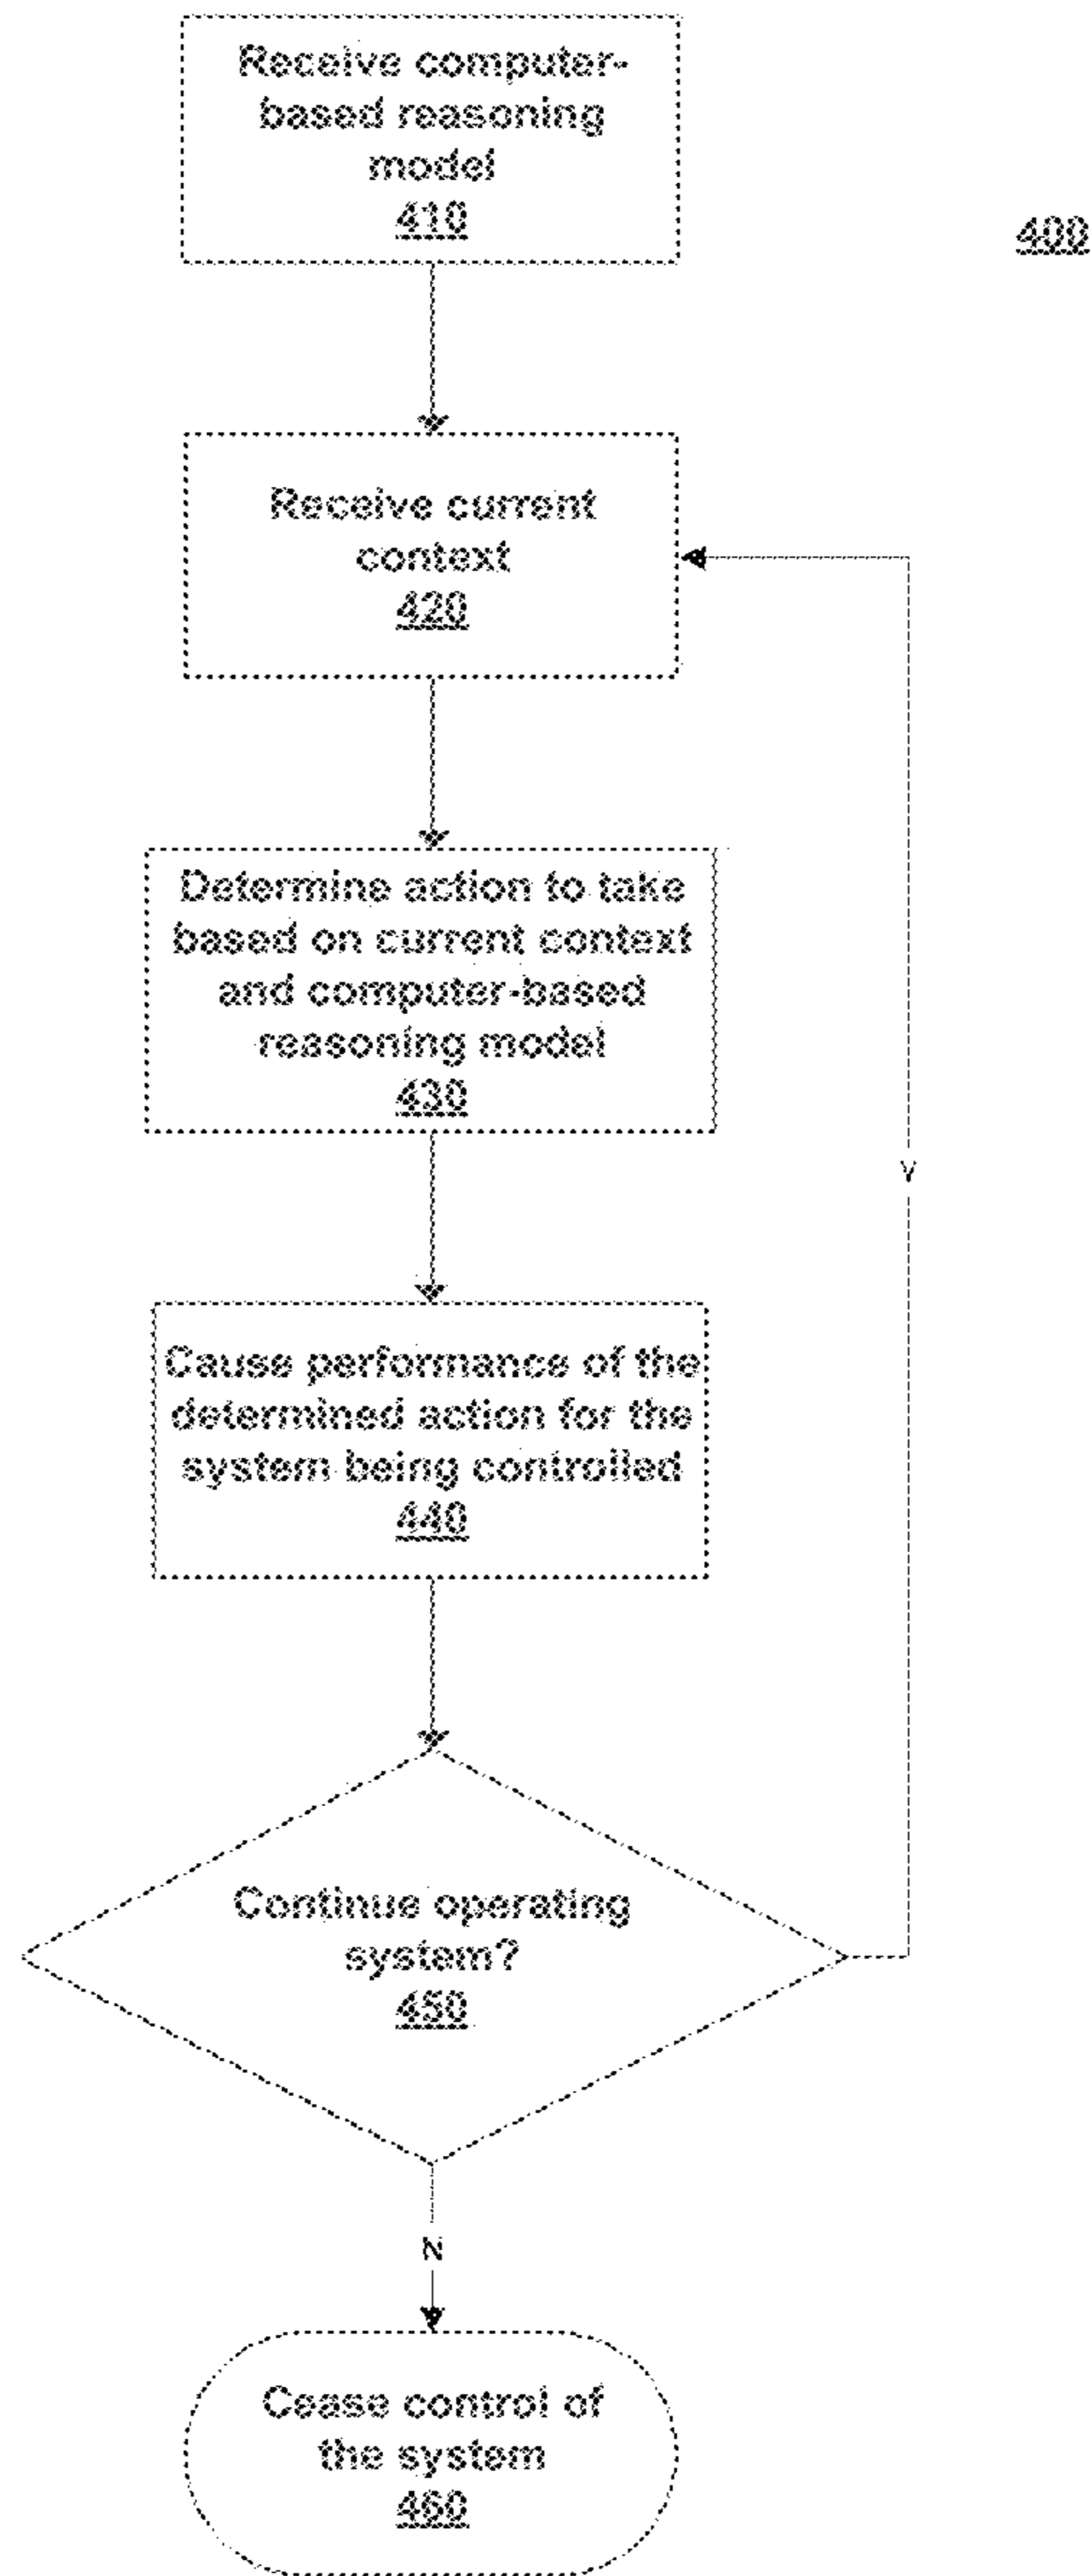 Receive computer-
based reasoning
model
410
400
Receive current
context
420
Determine action to take
based on current context
and computer-based
reasoning model
430
Y
Cause performance of the
determined action for the
system being controlled
440
Continue operating
system?
450
N
Cease control of
the system
460